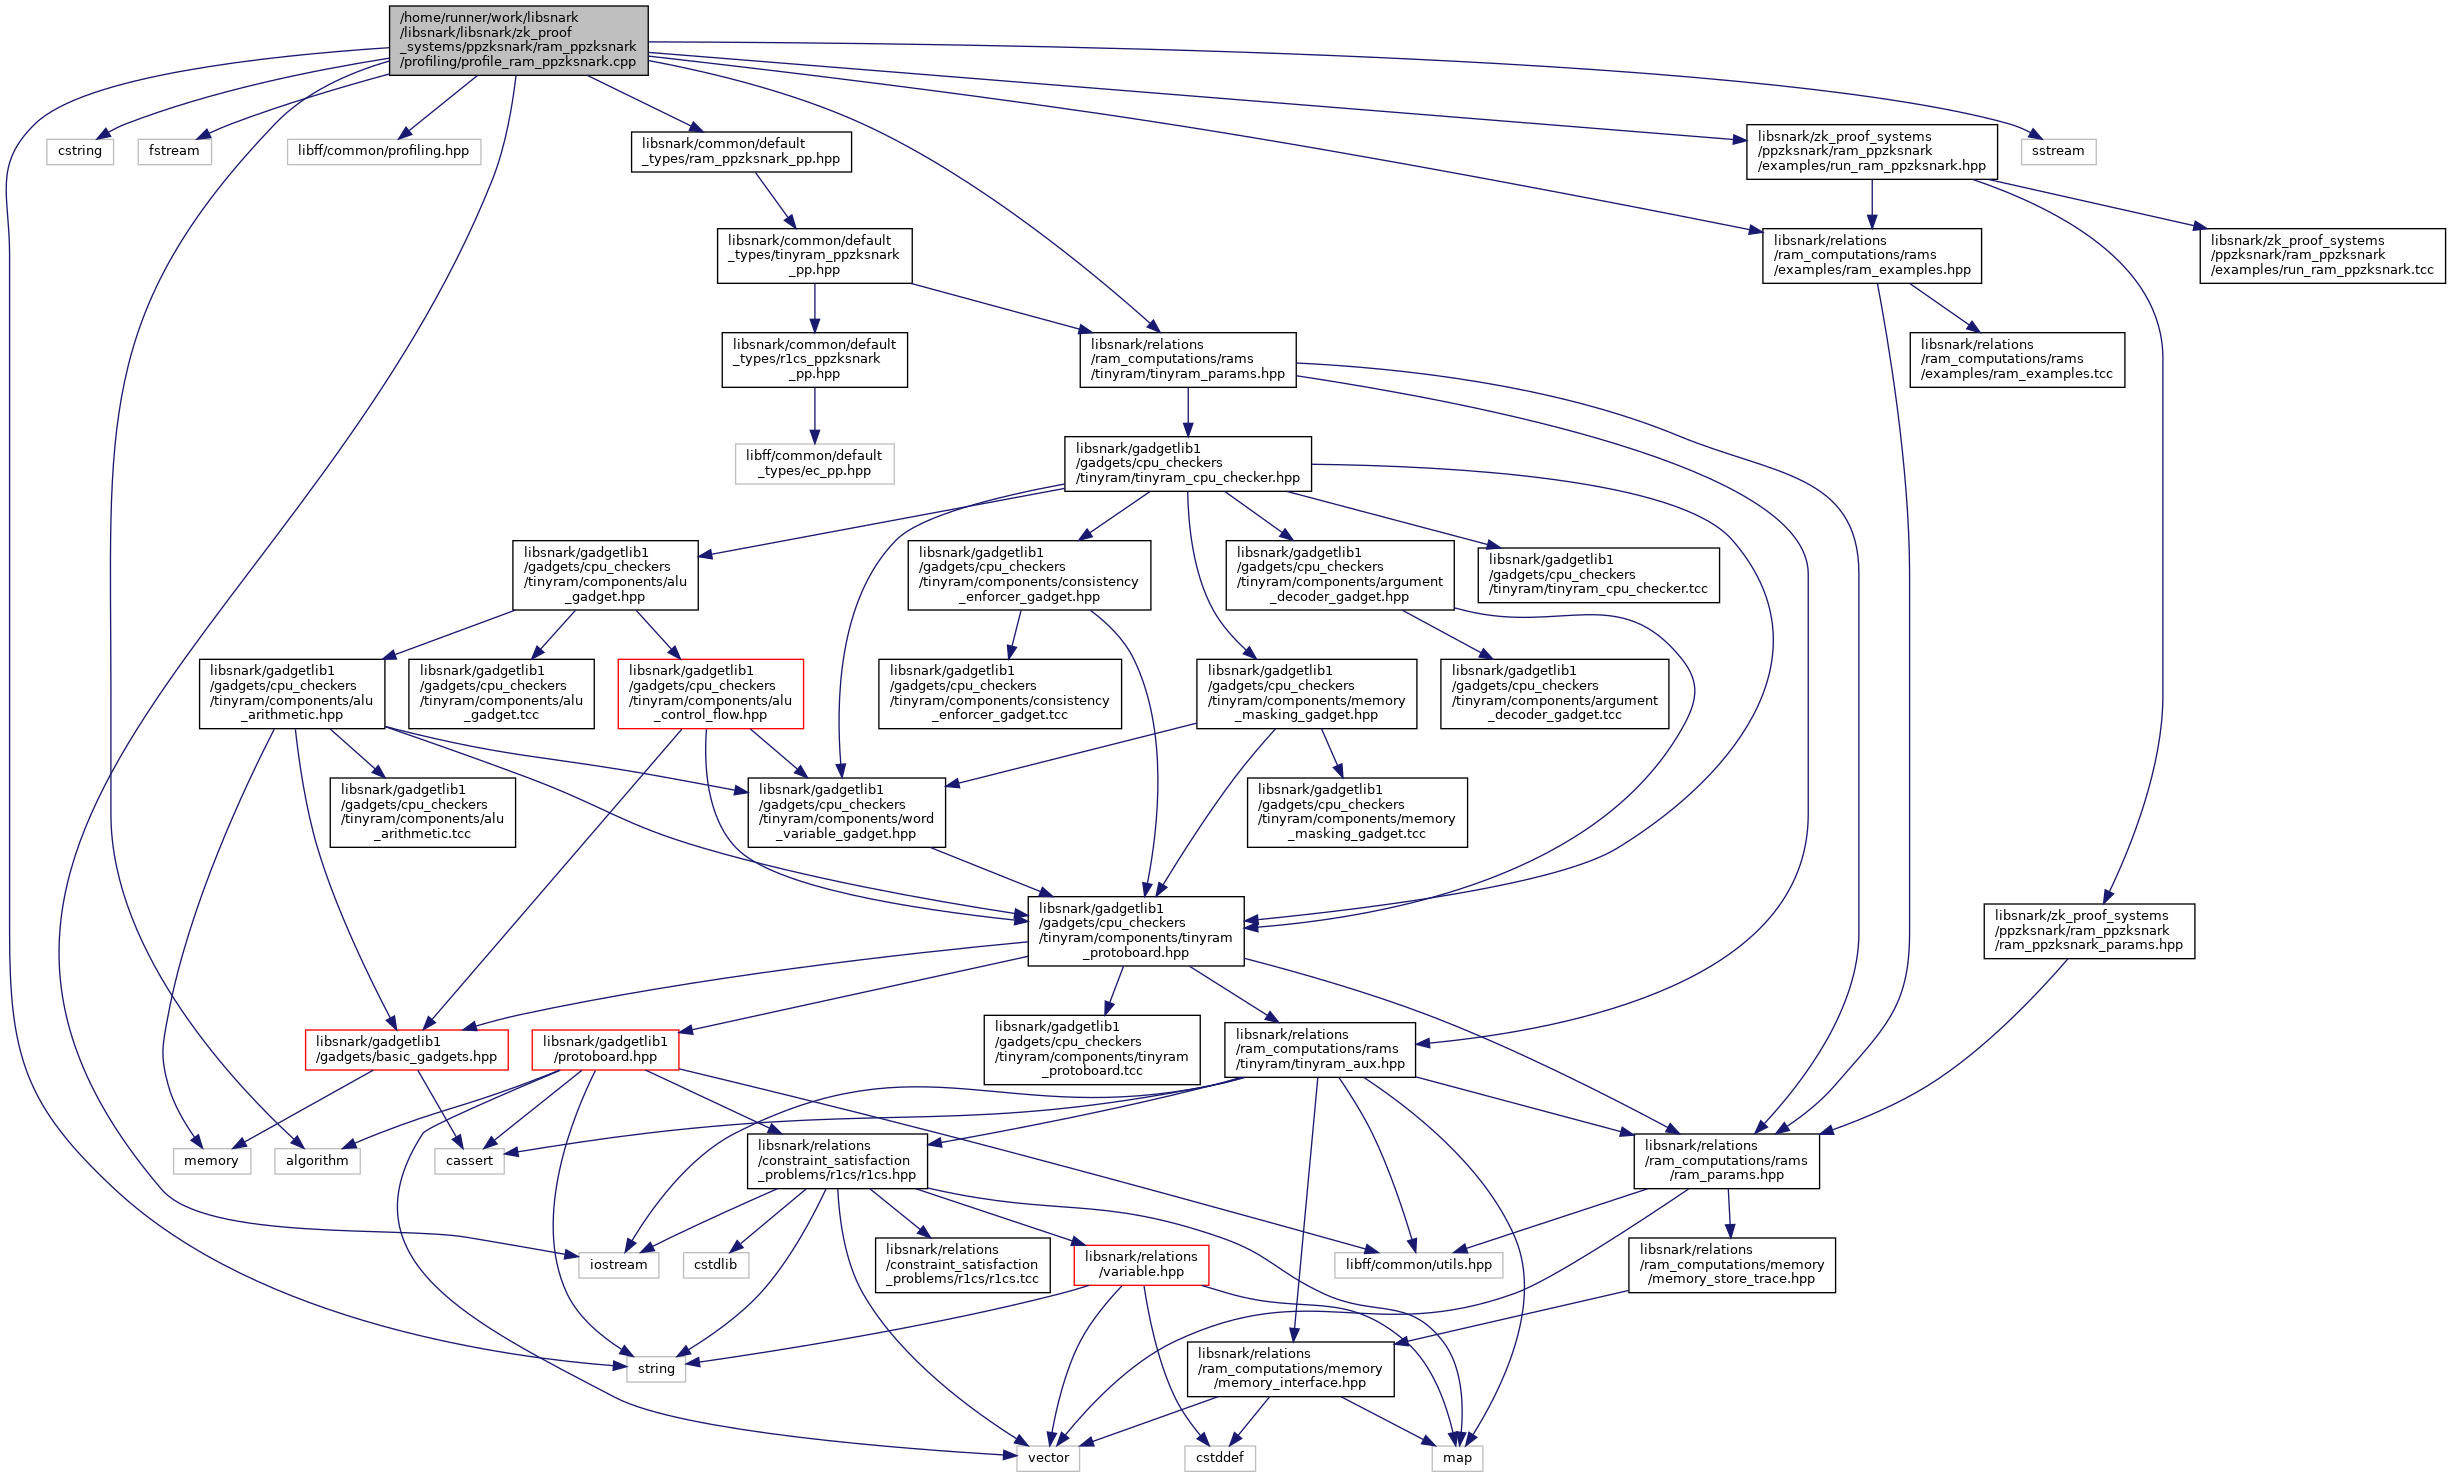 /home/runner/work/libsnark
/libsnark/libsnark/zk_proof
_systems/ppzksnark/ram_ppzksnark
/profiling/profile_ram_ppzksnark.cpp
cstring
fstream
libff/common/profiling.hpp
libsnark/common/default
_types/ram_ppzksnark_pp.hpp
libsnark/zk_proof_systems
/ppzksnark/ram_ppzksnark
/examples/run_ram_ppzksnark.hpp
sstream
libsnark/common/default
_types/tinyram_ppzksnark
_pp.hpp
libsnark/relations
/ram_computations/rams
/examples/ram_examples.hpp
libsnark/zk_proof_systems
/ppzksnark/ram_ppzksnark
/examples/run_ram_ppzksnark.tcc
libsnark/common/default
_types/r1cs_ppzksnark
_pp.hpp
libsnark/relations
/ram_computations/rams
/tinyram/tinyram_params.hpp
libsnark/relations
/ram_computations/rams
/examples/ram_examples.tcc
libff/common/default
_types/ec_pp.hpp
libsnark/gadgetlib1
/gadgets/cpu_checkers
/tinyram/tinyram_cpu_checker.hpp
libsnark/gadgetlib1
/gadgets/cpu_checkers
/tinyram/components/alu
_gadget.hpp
libsnark/gadgetlib1
/gadgets/cpu_checkers
/tinyram/components/consistency
_enforcer_gadget.hpp
libsnark/gadgetlib1
/gadgets/cpu_checkers
/tinyram/components/argument
_decoder_gadget.hpp
libsnark/gadgetlib1
/gadgets/cpu_checkers
/tinyram/tinyram_cpu_checker.tcc
libsnark/gadgetlib1
/gadgets/cpu_checkers
/tinyram/components/alu
_arithmetic.hpp
libsnark/gadgetlib1
/gadgets/cpu_checkers
/tinyram/components/alu
_gadget.tcc
libsnark/gadgetlib1
/gadgets/cpu_checkers
/tinyram/components/alu
_control_flow.hpp
libsnark/gadgetlib1
/gadgets/cpu_checkers
/tinyram/components/consistency
_enforcer_gadget.tcc
libsnark/gadgetlib1
/gadgets/cpu_checkers
/tinyram/components/memory
_masking_gadget.hpp
libsnark/gadgetlib1
/gadgets/cpu_checkers
/tinyram/components/argument
_decoder_gadget.tcc
libsnark/gadgetlib1
/gadgets/cpu_checkers
/tinyram/components/alu
_arithmetic.tcc
libsnark/gadgetlib1
/gadgets/cpu_checkers
/tinyram/components/word
_variable_gadget.hpp
libsnark/gadgetlib1
/gadgets/cpu_checkers
/tinyram/components/memory
_masking_gadget.tcc
libsnark/gadgetlib1
/gadgets/cpu_checkers
/tinyram/components/tinyram
_protoboard.hpp
libsnark/zk_proof_systems
/ppzksnark/ram_ppzksnark
/ram_ppzksnark_params.hpp
libsnark/gadgetlib1
/gadgets/basic_gadgets.hpp
libsnark/gadgetlib1
/protoboard.hpp
libsnark/gadgetlib1
/gadgets/cpu_checkers
/tinyram/components/tinyram
_protoboard.tcc
libsnark/relations
/ram_computations/rams
/tinyram/tinyram_aux.hpp
memory
algorithm
cassert
libsnark/relations
/constraint_satisfaction
_problems/r1cs/r1cs.hpp
libsnark/relations
/ram_computations/rams
/ram_params.hpp
iostream
cstdlib
libsnark/relations
/constraint_satisfaction
_problems/r1cs/r1cs.tcc
libsnark/relations
/variable.hpp
libff/common/utils.hpp
libsnark/relations
/ram_computations/memory
/memory_store_trace.hpp
string
libsnark/relations
/ram_computations/memory
/memory_interface.hpp
vector
cstddef
map